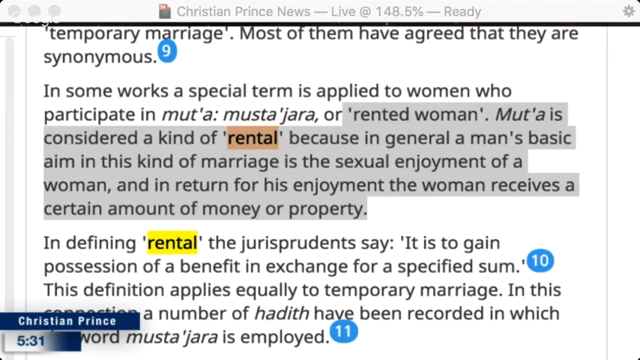 Christian Prince News — Live @ 148.5% — Ready
'temporary marriage'. Most of them have agreed that they are
synonymous. 9
In some works a special term is applied to women who
participate in mut'a: musta'jara, or 'rented woman'. Mut'a is
considered a kind of 'rental' because in general a man's basic
aim in this kind of marriage is the sexual enjoyment of a
woman, and in return for his enjoyment the woman receives a
certain amount of money or property.
In defining 'rental' the jurisprudents say: 'It is to gain
possession of a benefit in exchange for a specified sum.' 10
This definition applies equally to temporary marriage. In this
a number of hadith have been recorded in which
word musta'jara is employed. 11
Christian Prince
5:31